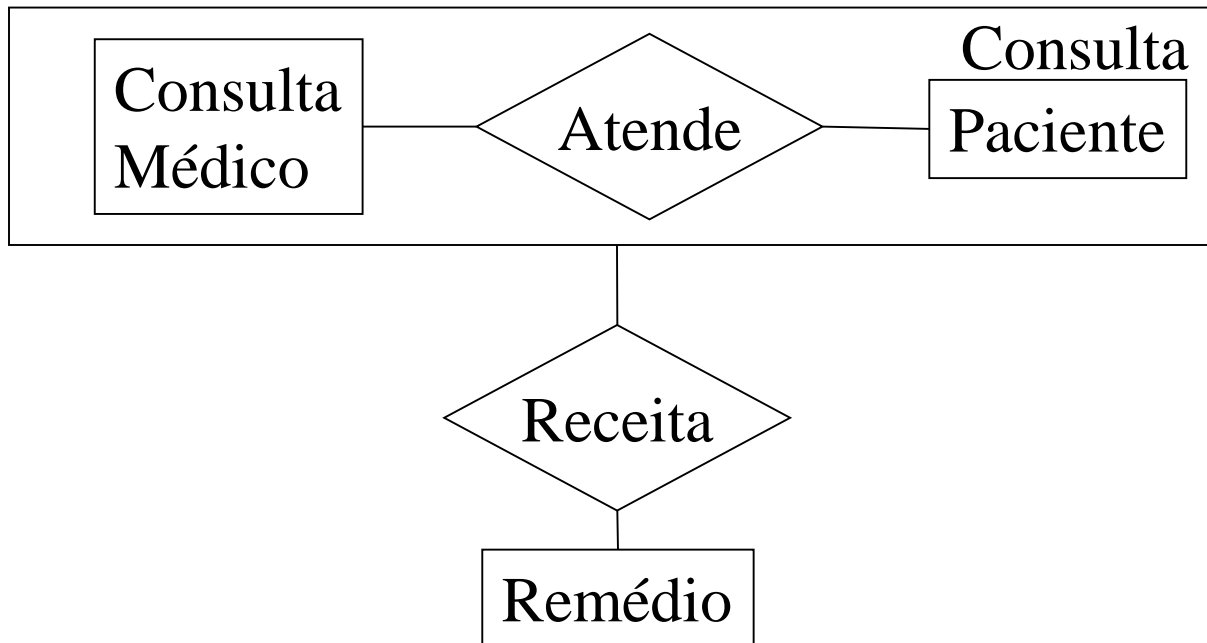 Consulta
Consulta
Médico
Atende
Paciente
Receita
Remédio